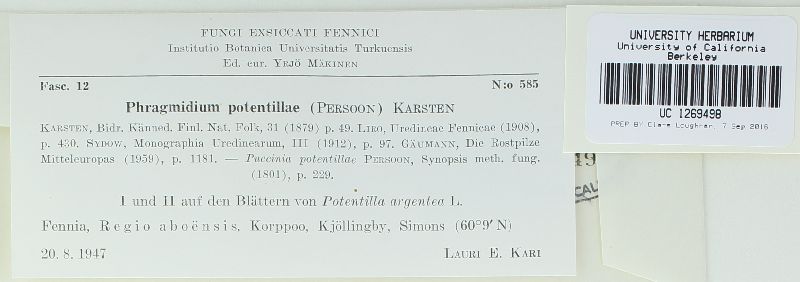 FUNGI EXSICCATI FENNICI
Institutio Botanica Universitatis Turkuensis
Ed. cur. YRJÖ MÄKINEN
Fasc. 12 N:o 585
Phragmidium potentillae (PERSOON) KARSTEN
KARSTEN, Bidr. Känned. Finl. Nat. Folk, 31 (1879) p. 49. LIRO, Uredineae Fennicae (1908),
p. 430. SYDOW, Monographia Uredinearum, III (1912), p. 97. GÄUMANN, Die Rostpilze
Mitteleuropas (1959), p. 1181. — Puccinia potentillae PERSOON, Synopsis meth. fung.
(1801), p. 229.
I und II auf den Blättern von Potentilla argentea L.
Fennia, Regio aboënsis, Korppoo, Kjöllingby, Simons (60°9′ N)
20. 8. 1947 LAURI E. KARI
UNIVERSITY HERBARIUM
University of California
Berkeley
UC 1269498
PREP BY Clare Loughran, 7 Sep 2016